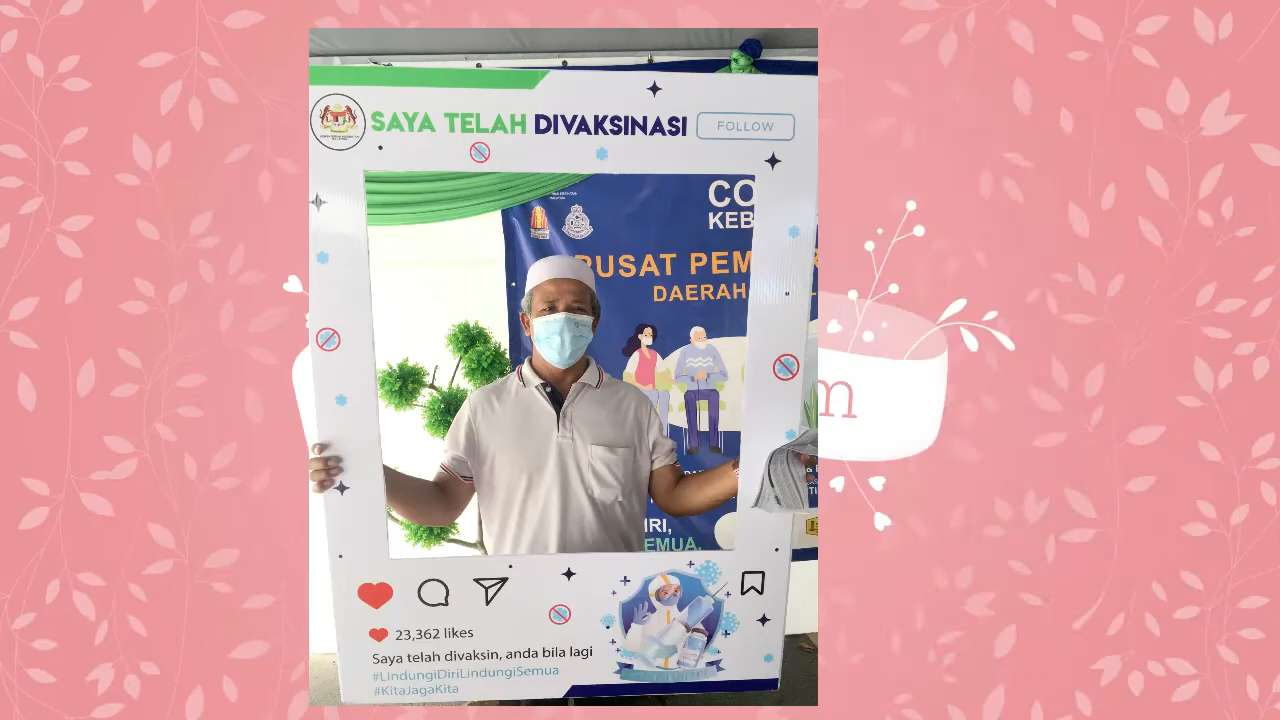 SAYA TELAH DIVAKSINASI
FOLLOW
CO
KEB
PUSAT PEM
DAERAH
IRI,
EMUA.
m
23,362 likes
Saya telah divaksin, anda bila lagi
#LindungiDiriLindungiSemua
#KitaJagaKita